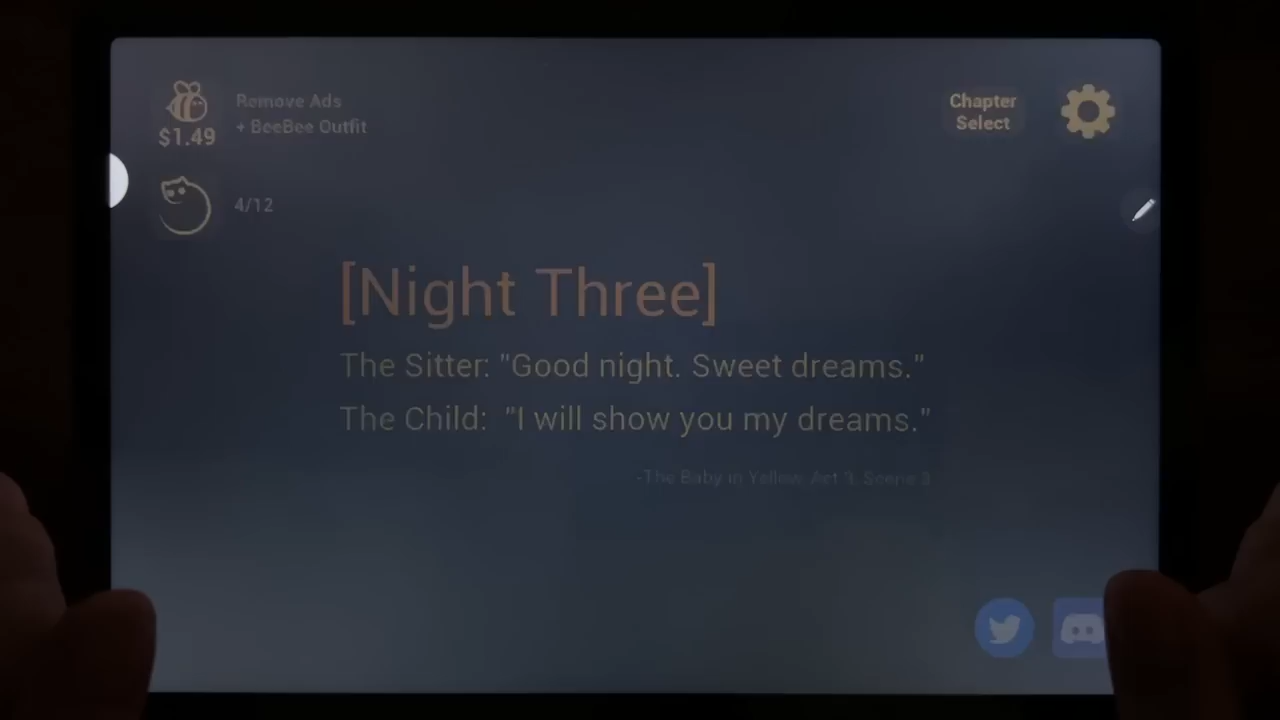 Remove Ads
+ BeeBee Outfit
$1.49
Chapter
Select
4/12
[Night Three]
The Sitter: "Good night. Sweet dreams."
The Child: "I will show you my dreams."
-The Baby in Yellow, Act 3, Scene 3